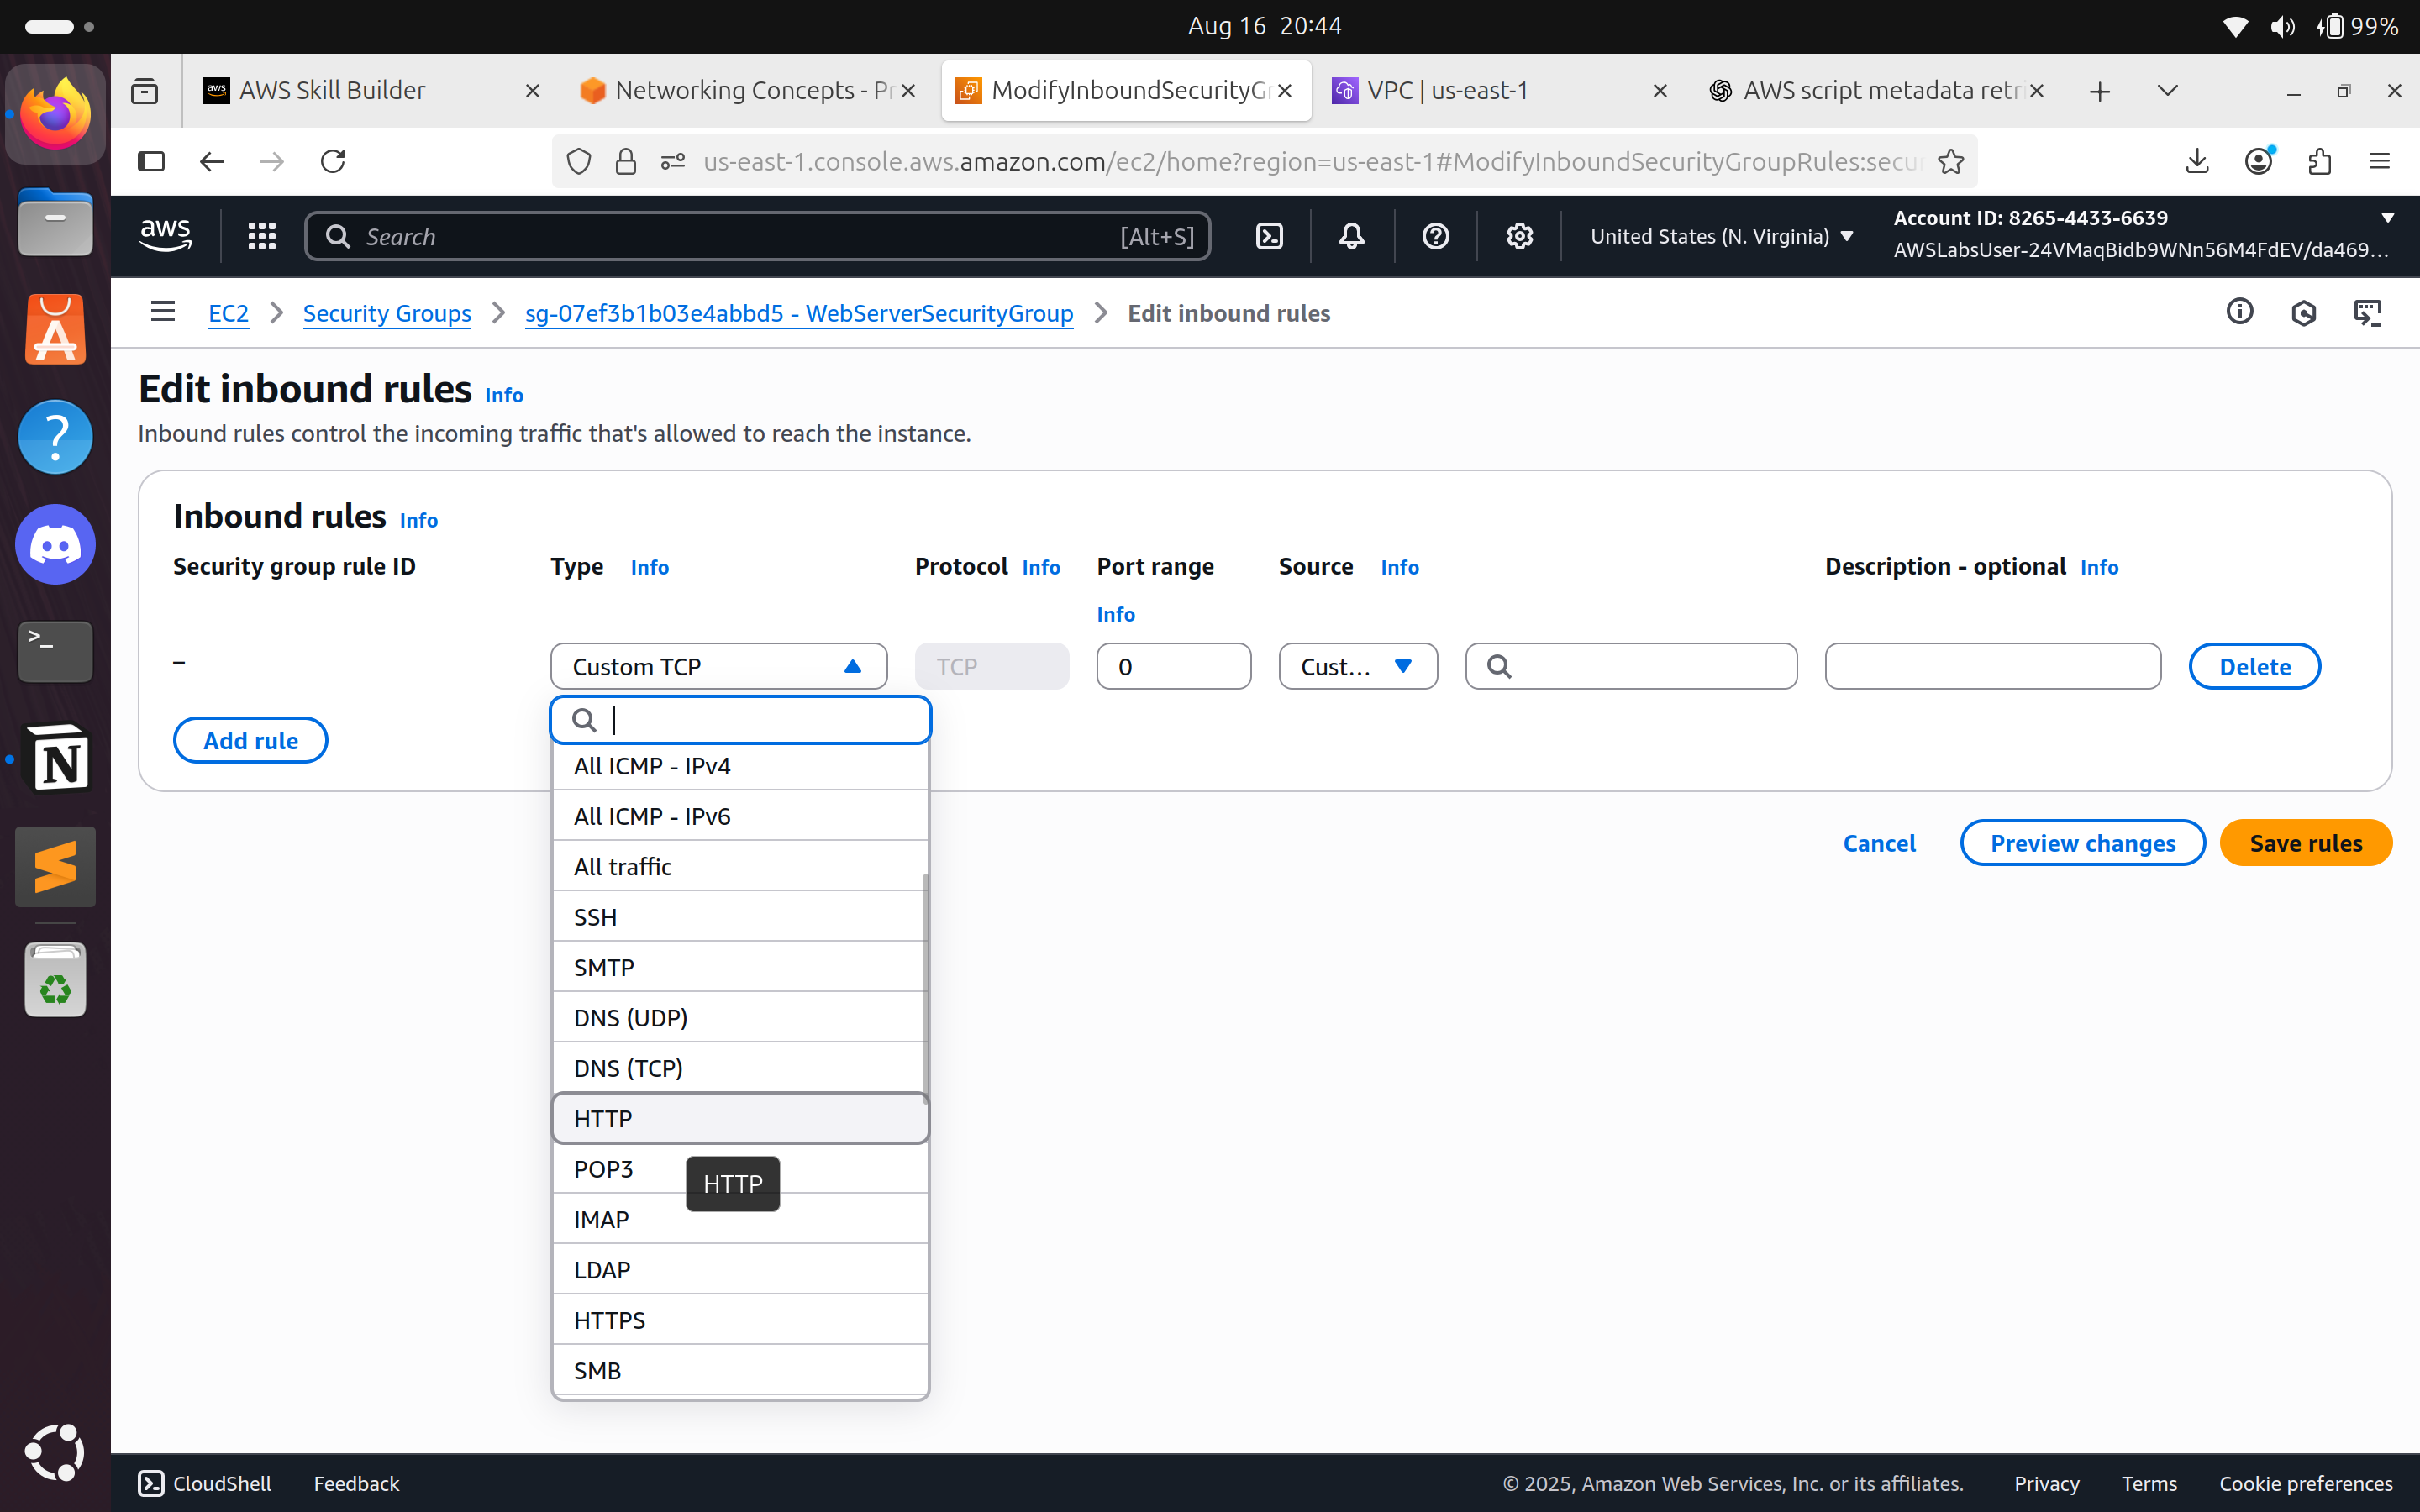 Aug 16 20:44
99%
AWS Skill Builder
Networking Concepts - Pr
ModifyInboundSecurityGr
VPC | us-east-1
AWS script metadata retri
us-east-1.console.aws.amazon.com/ec2/home?region=us-east-1#ModifyInboundSecurityGroupRules:secur
aws
Search
[Alt+S]
United States (N. Virginia)
Account ID: 8265-4433-6639
AWSLabsUser-24VMaqBidb9WNn56M4FdEV/da469...
EC2 > Security Groups > sg-07ef3b1b03e4abbd5 - WebServerSecurityGroup > Edit inbound rules
Edit inbound rules Info
Inbound rules control the incoming traffic that's allowed to reach the instance.
Inbound rules Info
Security group rule ID Type Info Protocol Info Port range Source Info Description - optional Info
Info
– Custom TCP TCP 0 Cust... Delete
Add rule
All ICMP - IPv4
All ICMP - IPv6
All traffic
SSH
SMTP
DNS (UDP)
DNS (TCP)
HTTP
POP3
HTTP
IMAP
LDAP
HTTPS
SMB
Cancel Preview changes Save rules
CloudShell Feedback © 2025, Amazon Web Services, Inc. or its affiliates. Privacy Terms Cookie preferences